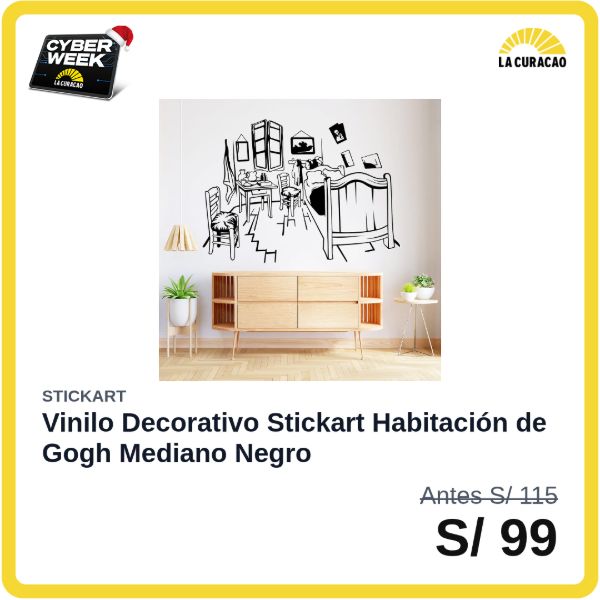 CYBER
WEEK
LA CURACAO
LA CURACAO
STICKART
Vinilo Decorativo Stickart Habitación de
Gogh Mediano Negro
Antes S/ 115
S/ 99